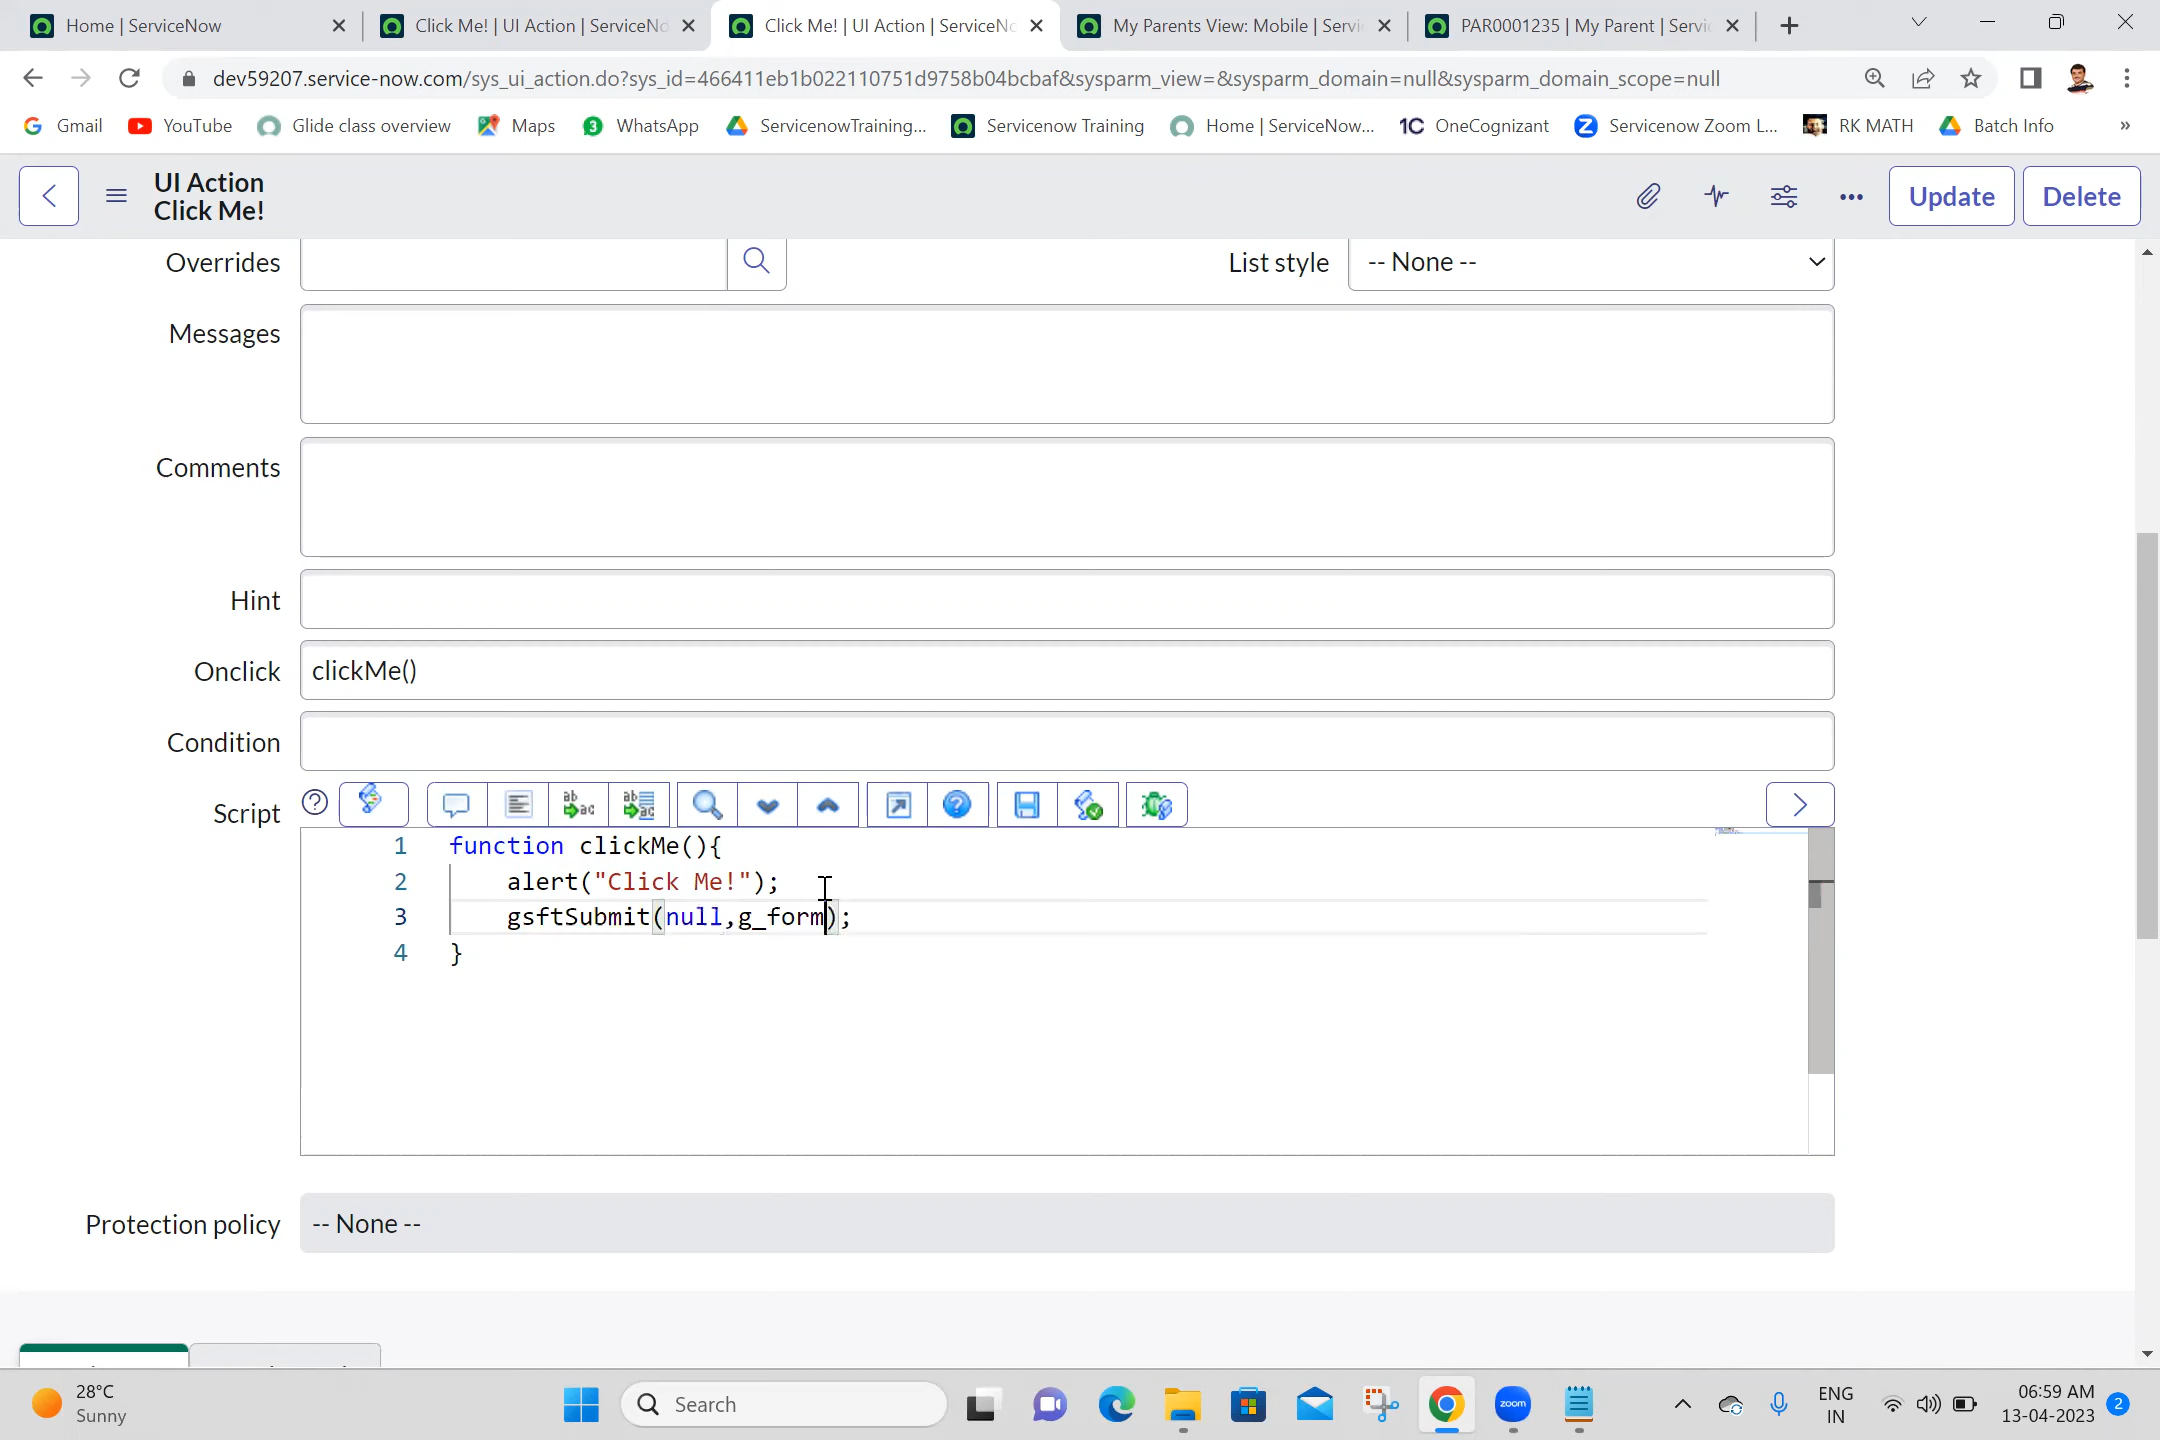 Home | ServiceNow
Click Me! | UI Action | ServiceNo
Click Me! | UI Action | ServiceNo
My Parents View: Mobile | Servi
PAR0001235 | My Parent | Servic
dev59207.service-now.com/sys_ui_action.do?sys_id=466411eb1b022110751d9758b04bcbaf&sysparm_view=&sysparm_domain=null&sysparm_domain_scope=null
Gmail
YouTube
Glide class overview
Maps
3
WhatsApp
ServicenowTraining...
Servicenow Training
Home | ServiceNow...
1C OneCognizant
Z Servicenow Zoom L...
RK MATH
Batch Info
»
UI Action
Click Me!
Update
Delete
Overrides
List style
-- None --
Messages
Comments
Hint
Onclick
clickMe()
Condition
Script
1 function clickMe(){
2 alert("Click Me!");
3 gsftSubmit(null,g_form);
4 }
Protection policy
-- None --
28°C
Sunny
Search
zoom
ENG
IN
06:59 AM
13-04-2023
2